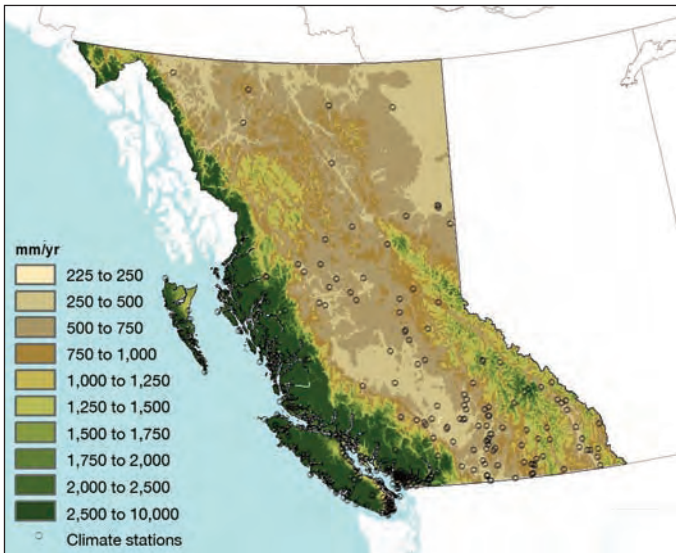 mm/yr
225 to 250
250 to 500
500 to 750
750 to 1,000
1,000 to 1,250
1,250 to 1,500
1,500 to 1,750
1,750 to 2,000
2,000 to 2,500
2,500 to 10,000
Climate stations